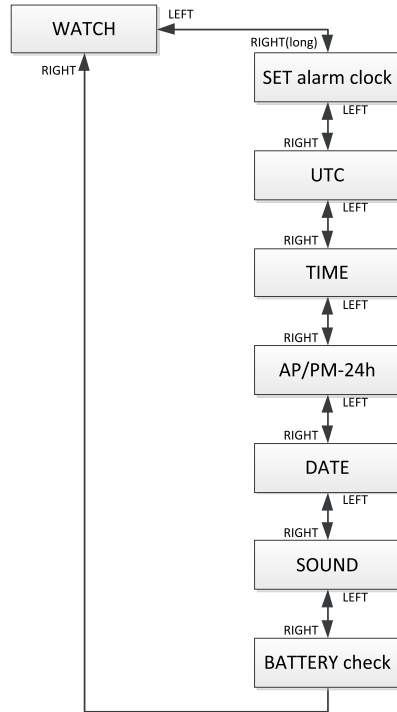 LEFT
WATCH
RIGHT(long)
RIGHT
SET alarm clock
LEFT
RIGHT
UTC
LEFT
RIGHT
TIME
LEFT
RIGHT
AP/PM-24h
LEFT
RIGHT
DATE
LEFT
RIGHT
SOUND
LEFT
RIGHT
BATTERY check